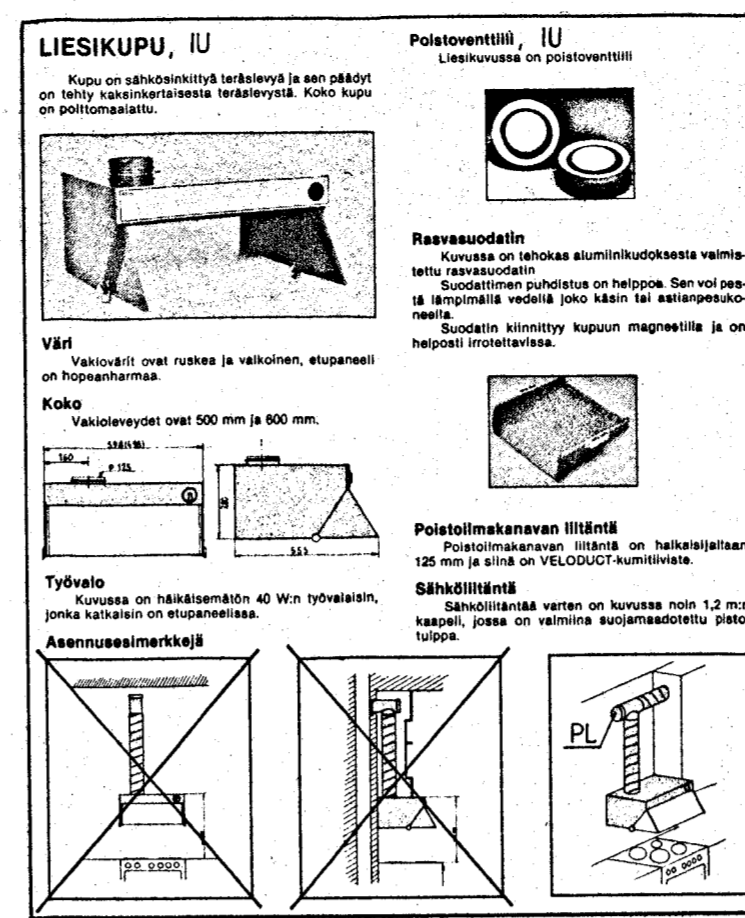 LIESIKUPU, IU
Kupu on sähkösinkittyä teräslevyä ja sen päädyt
on tehty kaksinkertaisesta teräslevystä. Koko kupu
on polttomaalattu.
Väri
Vakiovärit ovat ruskea ja valkoinen, etupaneeli
on hopeanharmaa.
Koko
Vakioleveydet ovat 500 mm ja 600 mm.
598(498)
160
125
555
Työvalo
Kuvussa on häikäisemätön 40 W:n työvalaisin,
jonka katkaisin on etupaneelissa.
Asennusesimerkkejä
Poistoventtiili, IU
Liesikuvussa on poistoventtiili
Rasvasuodatin
Kuvussa on tehokas alumiinikudoksesta valmis-
tettu rasvasuodatin
Suodattimen puhdistus on helppoa. Sen voi pes-
tä lämpimällä vedellä joko käsin tai astianpesuko-
neella.
Suodatin kiinnittyy kupuun magneetilla ja on
helposti irrotettavissa.
Poistoilmakanavan liitäntä
Poistoilmakanavan liitäntä on halkaisijaltaan
125 mm ja siinä on VELODUCT-kumitiiviste.
Sähköliitäntä
Sähköliitäntää varten on kuvussa noin 1,2 m:n
kaapeli, jossa on valmiina suojamaadotettu pisto
tulppa.
PL